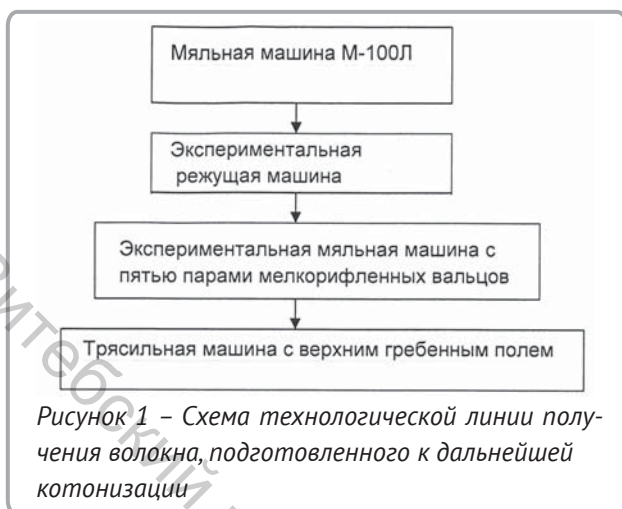 Мяльная машина М-100Л
Экспериментальная
режущая машина
Экспериментальная мяльная машина с
пятью парами мелкорифленных вальцов
Трясильная машина с верхним гребенным полем
Рисунок 1 – Схема технологической линии полу-
чения волокна, подготовленного к дальнейшей
котонизации
Витебский